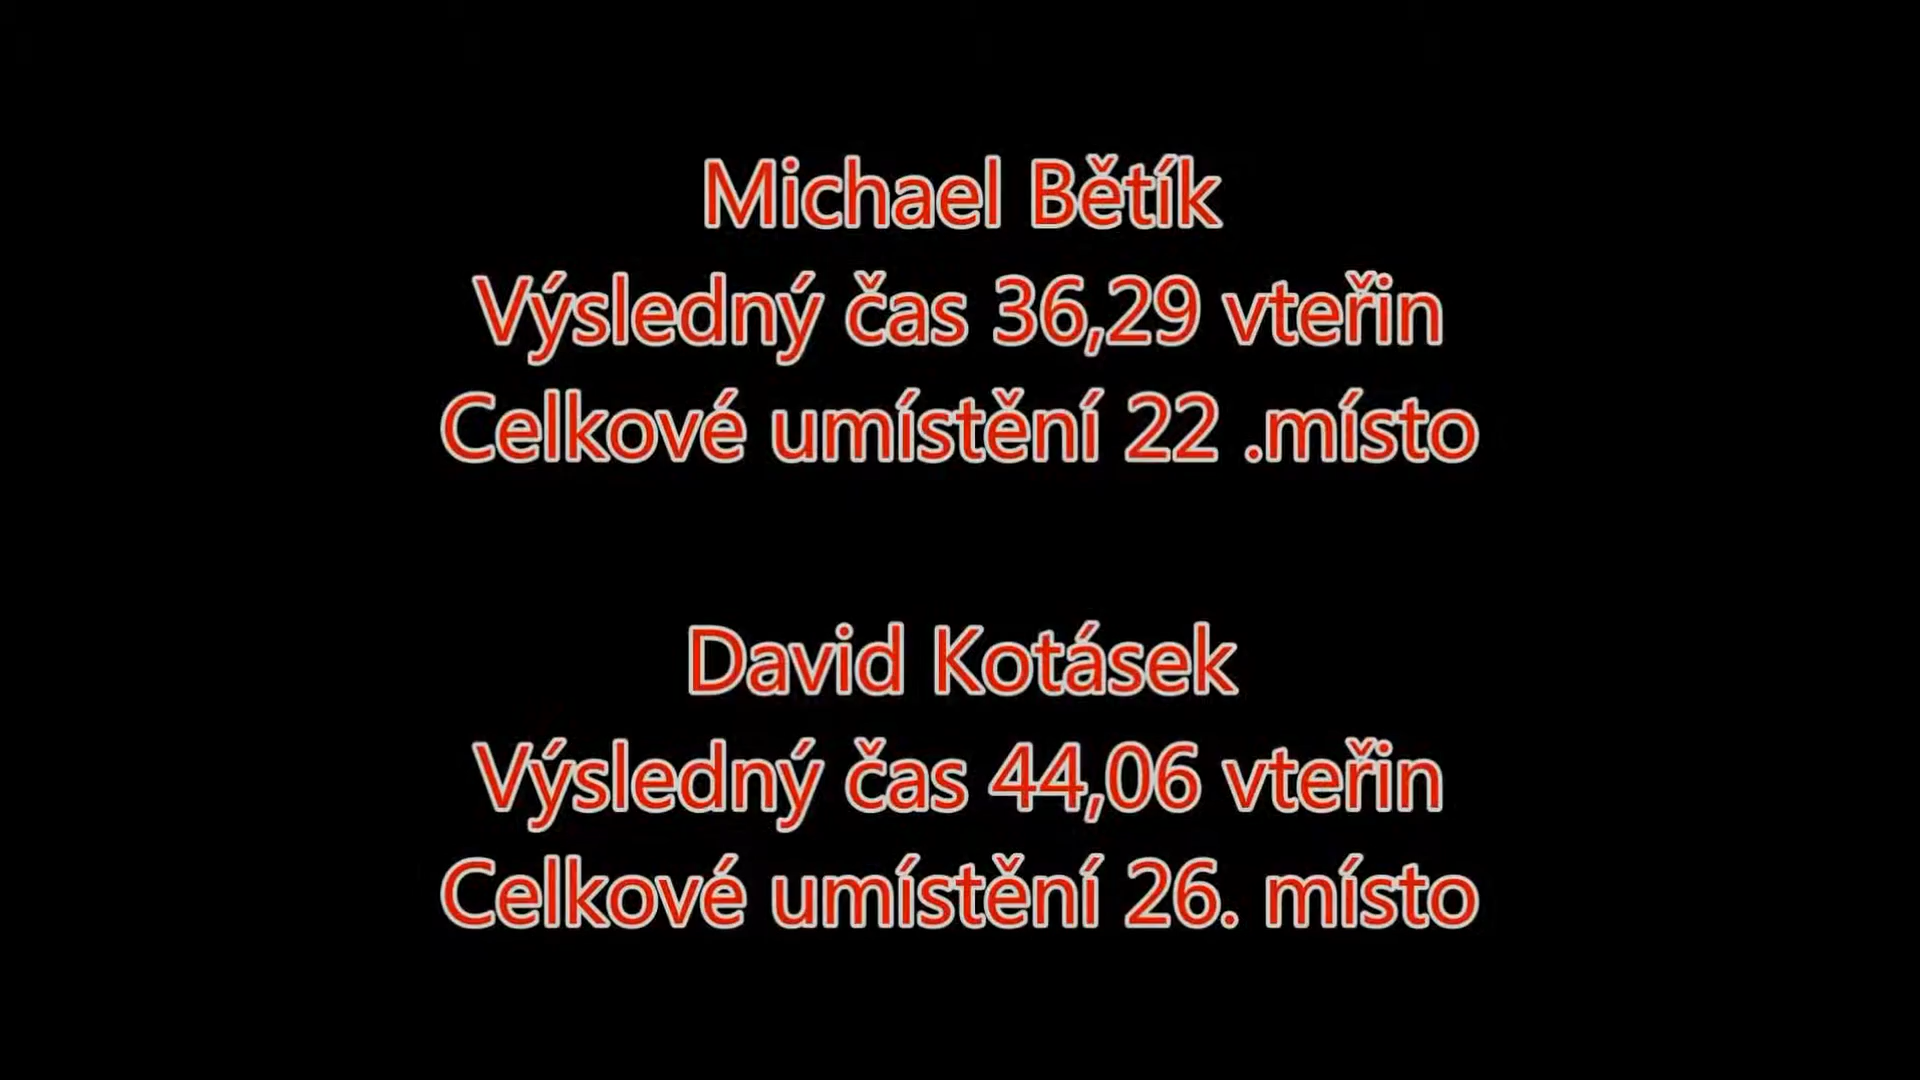 Michael Bětík
Výsledný čas 36,29 vteřin
Celkové umístění 22 .místo
David Kotásek
Výsledný čas 44,06 vteřin
Celkové umístění 26. místo